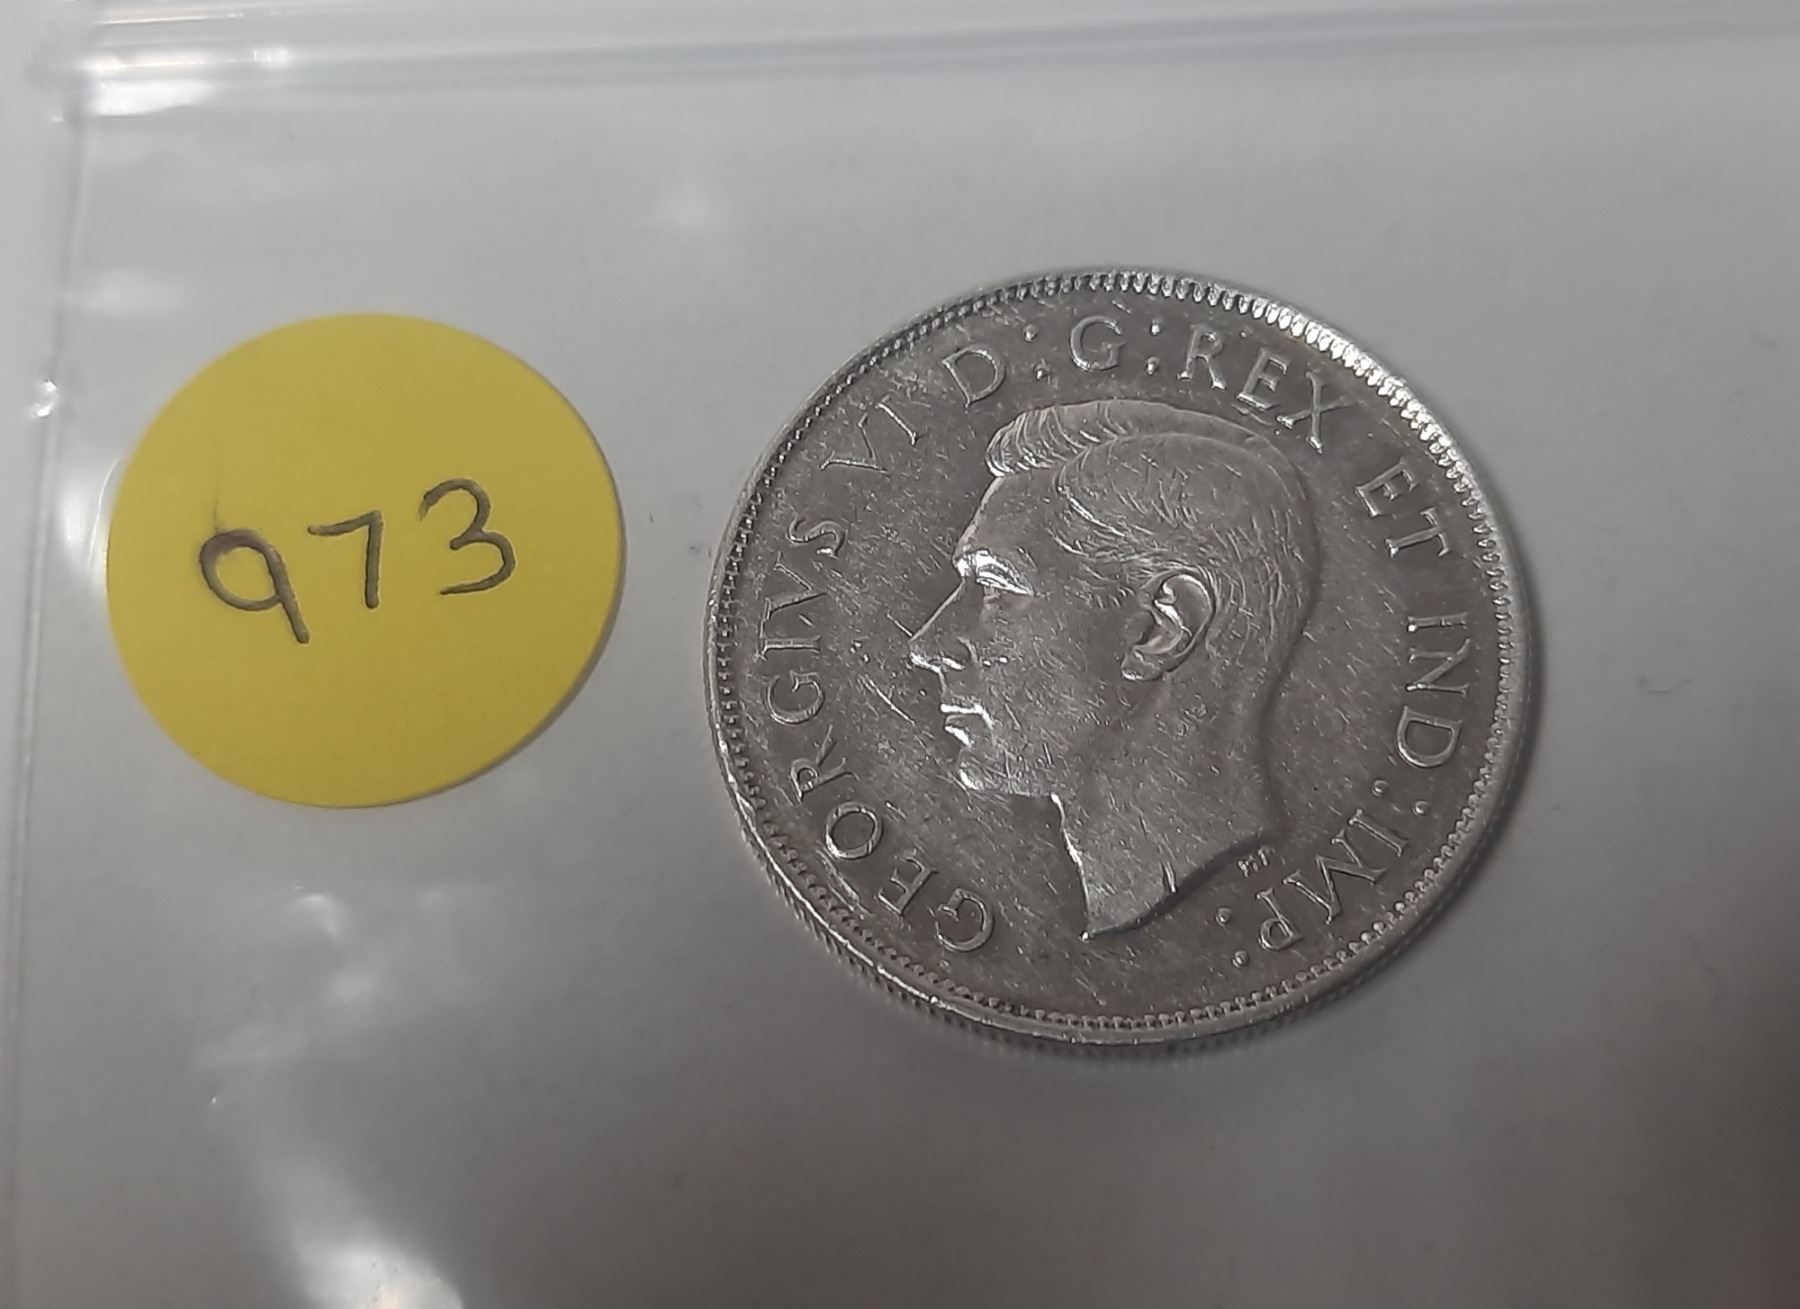 973
GEORGIVS VI D:G:REX ET IND:IMP:
HP